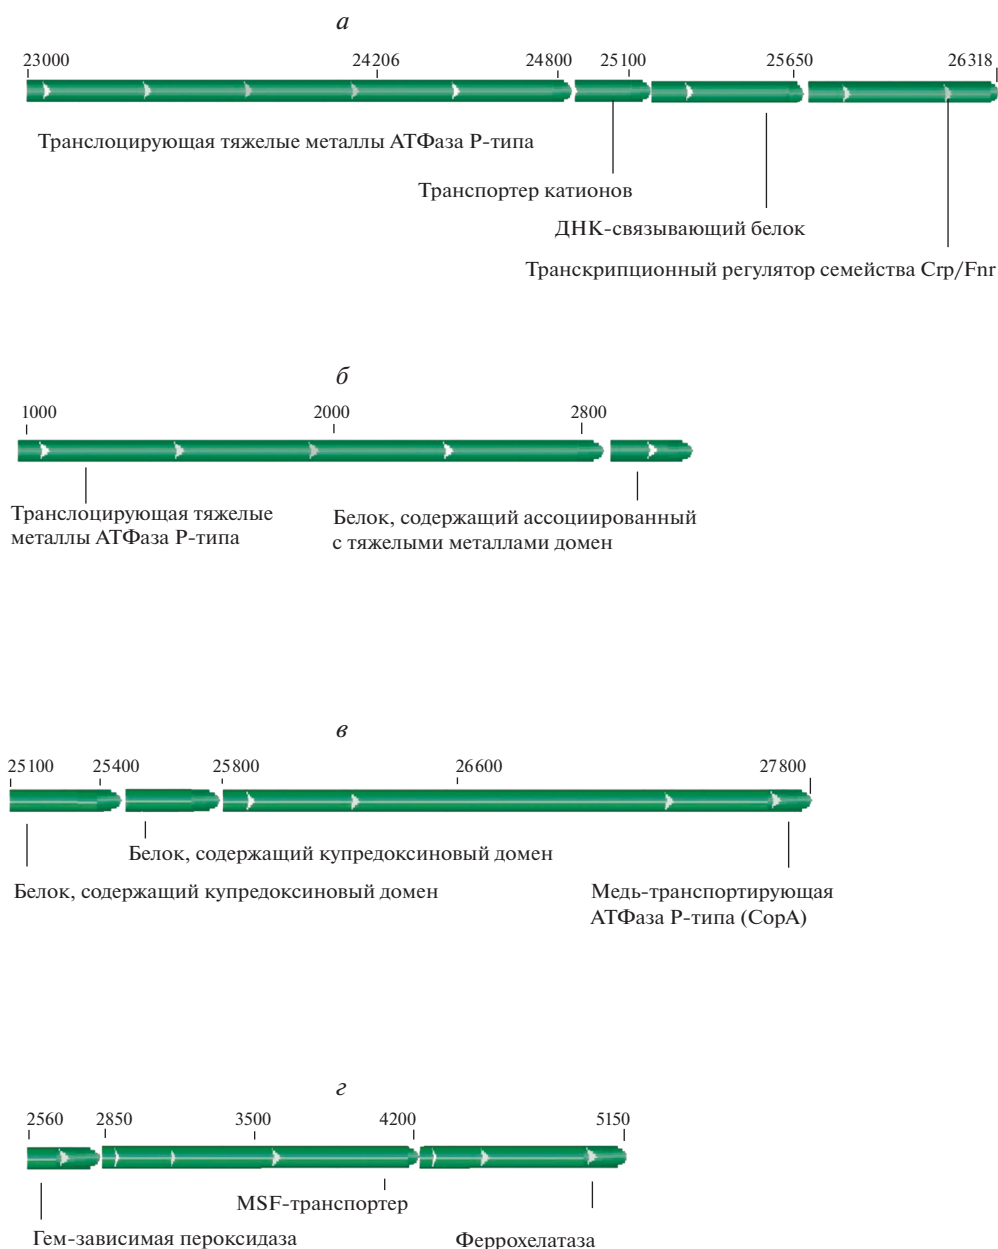 а
23000 24206 24800 25100 25650 26318
Транслоцирующая тяжелые металлы АТФаза Р-типа
Транспортер катионов
ДНК-связывающий белок
Транскрипционный регулятор семейства Crp/Fnr
б
1000 2000 2800
Транслоцирующая тяжелые
металлы АТФаза Р-типа
Белок, содержащий ассоциированный
с тяжелыми металлами домен
в
25100 25400 25800 26600 27800
Белок, содержащий купредоксиновый домен
Белок, содержащий купредоксиновый домен
Медь-транспортирующая
АТФаза Р-типа (CopA)
г
2560 2850 3500 4200 5150
MSF-транспортер
Гем-зависимая пероксидаза
Феррохелатаза